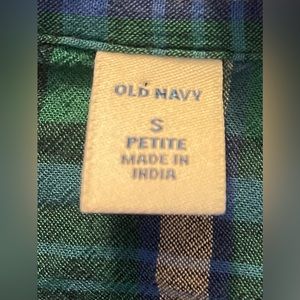 OLD NAVY
S
PETITE
MADE IN
INDIA